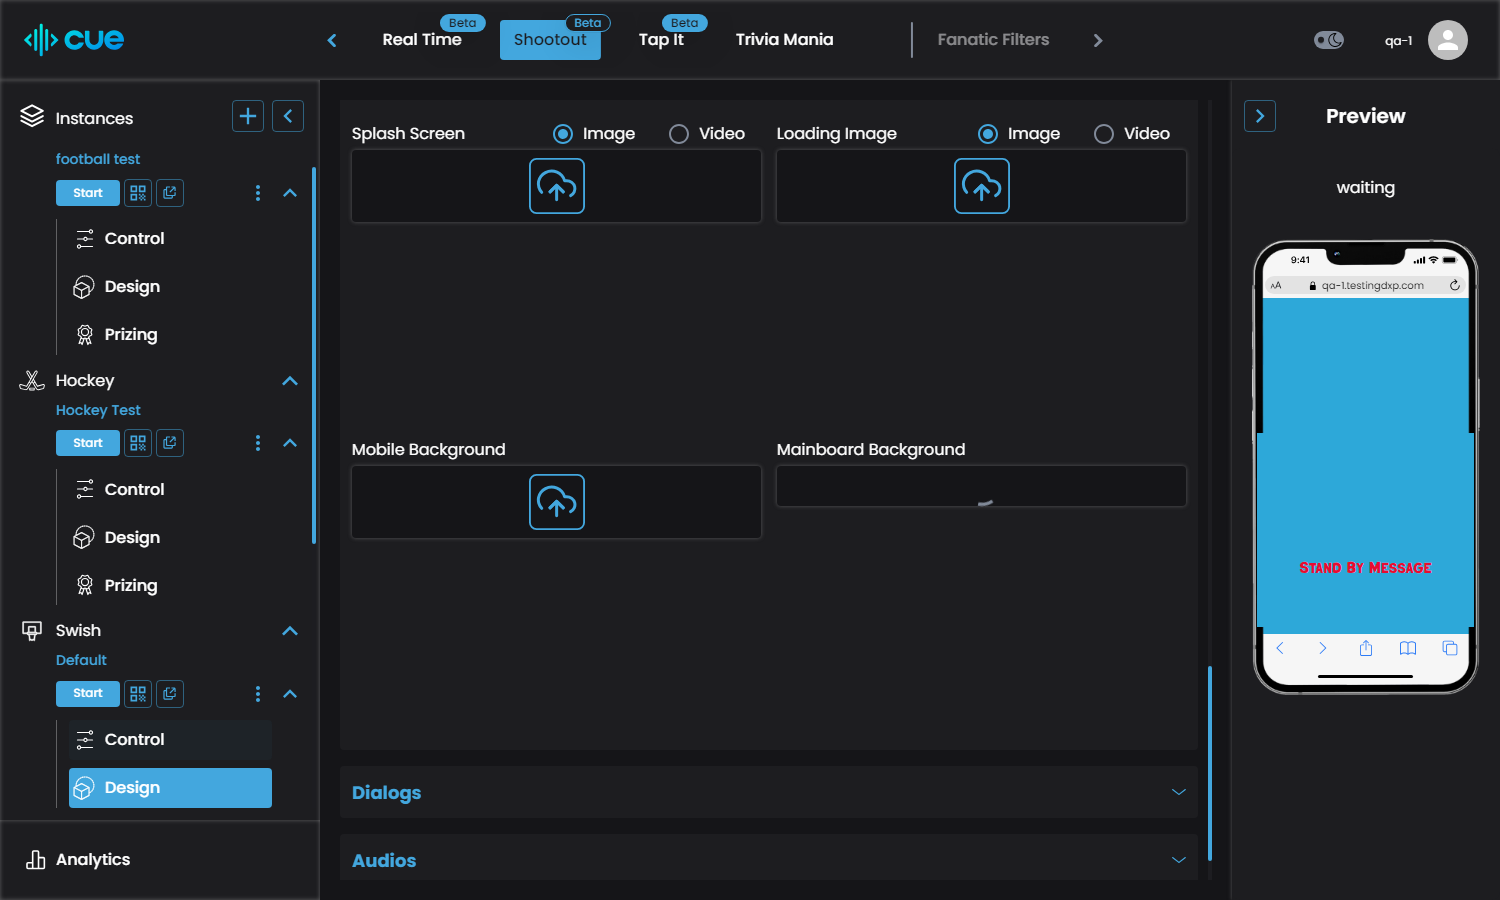 cue
Real Time
Beta
Shootout
Beta
Tap It
Beta
Trivia Mania
Fanatic Filters
qa-1
Instances
football test
Start
Control
Design
Prizing
Hockey
Hockey Test
Start
Control
Design
Prizing
Swish
Default
Start
Control
Design
Analytics
Splash Screen
Image
Video
Loading Image
Image
Video
Mobile Background
Mainboard Background
Dialogs
Audios
Preview
waiting
9:41
AA
qa-1.testingdxp.com
Stand By Message